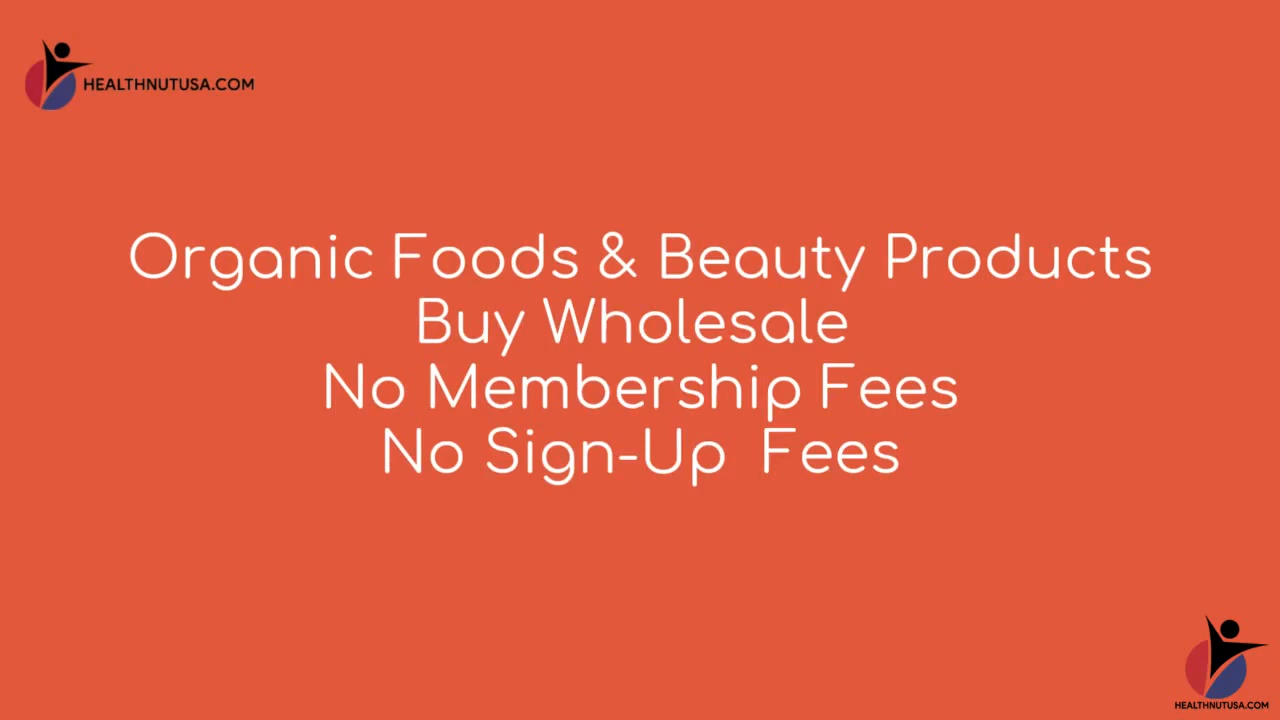 HEALTHNUTUSA.COM
Organic Foods & Beauty Products
Buy Wholesale
No Membership Fees
No Sign-Up Fees
HEALTHNUTUSA.COM